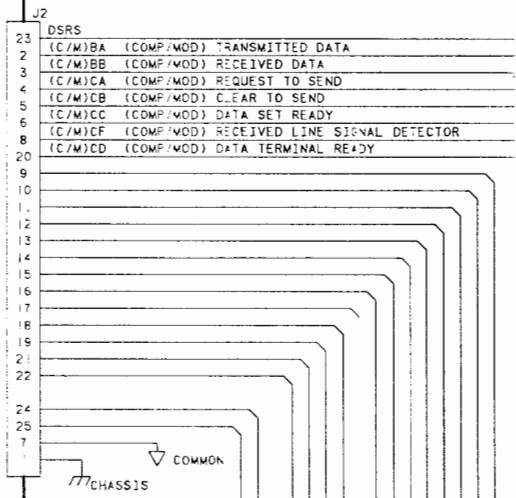 J2
DSRS
23
(C/M)BA (COMP/MOD) TRANSMITTED DATA
2
(C/M)BB (COMP/MOD) RECEIVED DATA
3
(C/M)CA (COMP/MOD) REQUEST TO SEND
4
(C/M)CB (COMP/MOD) CLEAR TO SEND
5
(C/M)CC (COMP/MOD) DATA SET READY
6
(C/M)CF (COMP/MOD) RECEIVED LINE SIGNAL DETECTOR
8
(C/M)CD (COMP/MOD) DATA TERMINAL READY
20
9
10
11
12
13
14
15
16
17
18
19
21
22
24
25
7
COMMON
1
CHASSIS